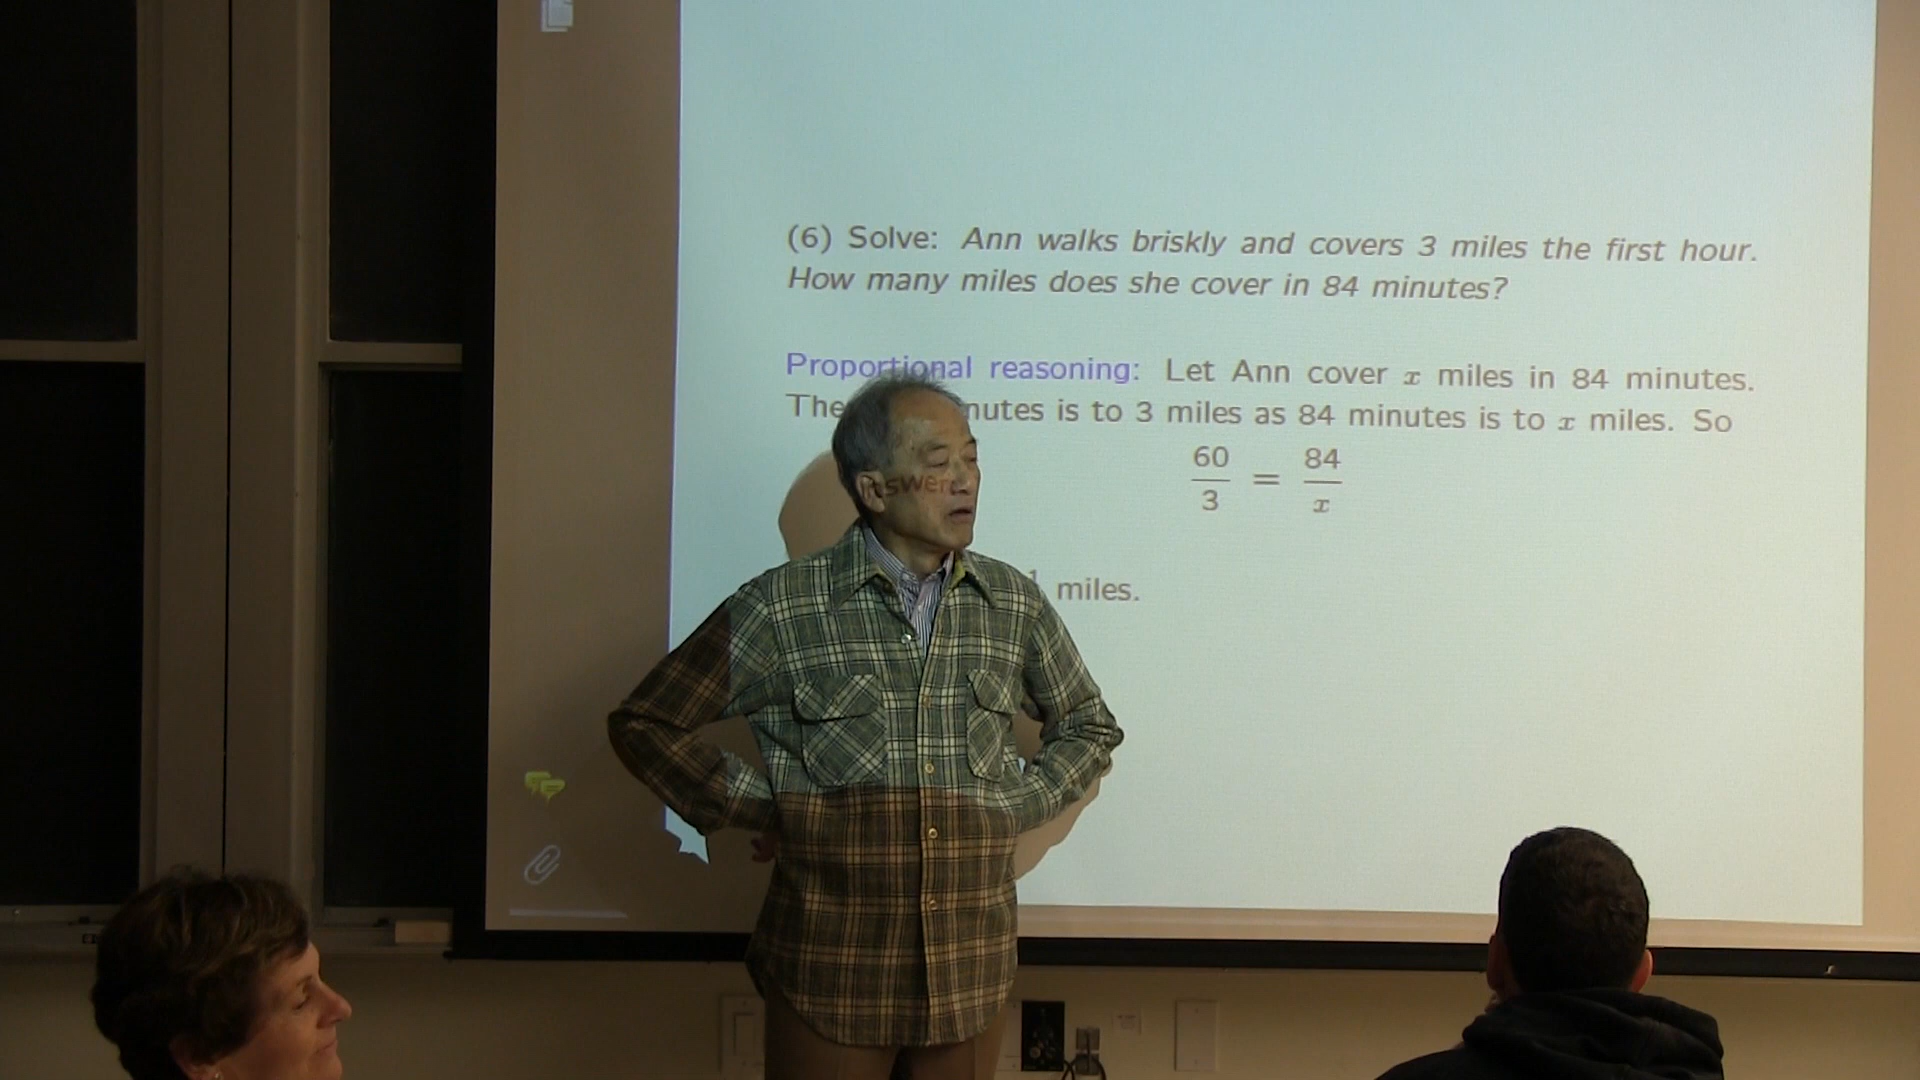 (6) Solve: Ann walks briskly and covers 3 miles the first hour.
How many miles does she cover in 84 minutes?
Proportional reasoning: Let Ann cover x miles in 84 minutes.
is to 3 miles as 84 minutes is to x miles. So
60/3 = 84/x
miles.